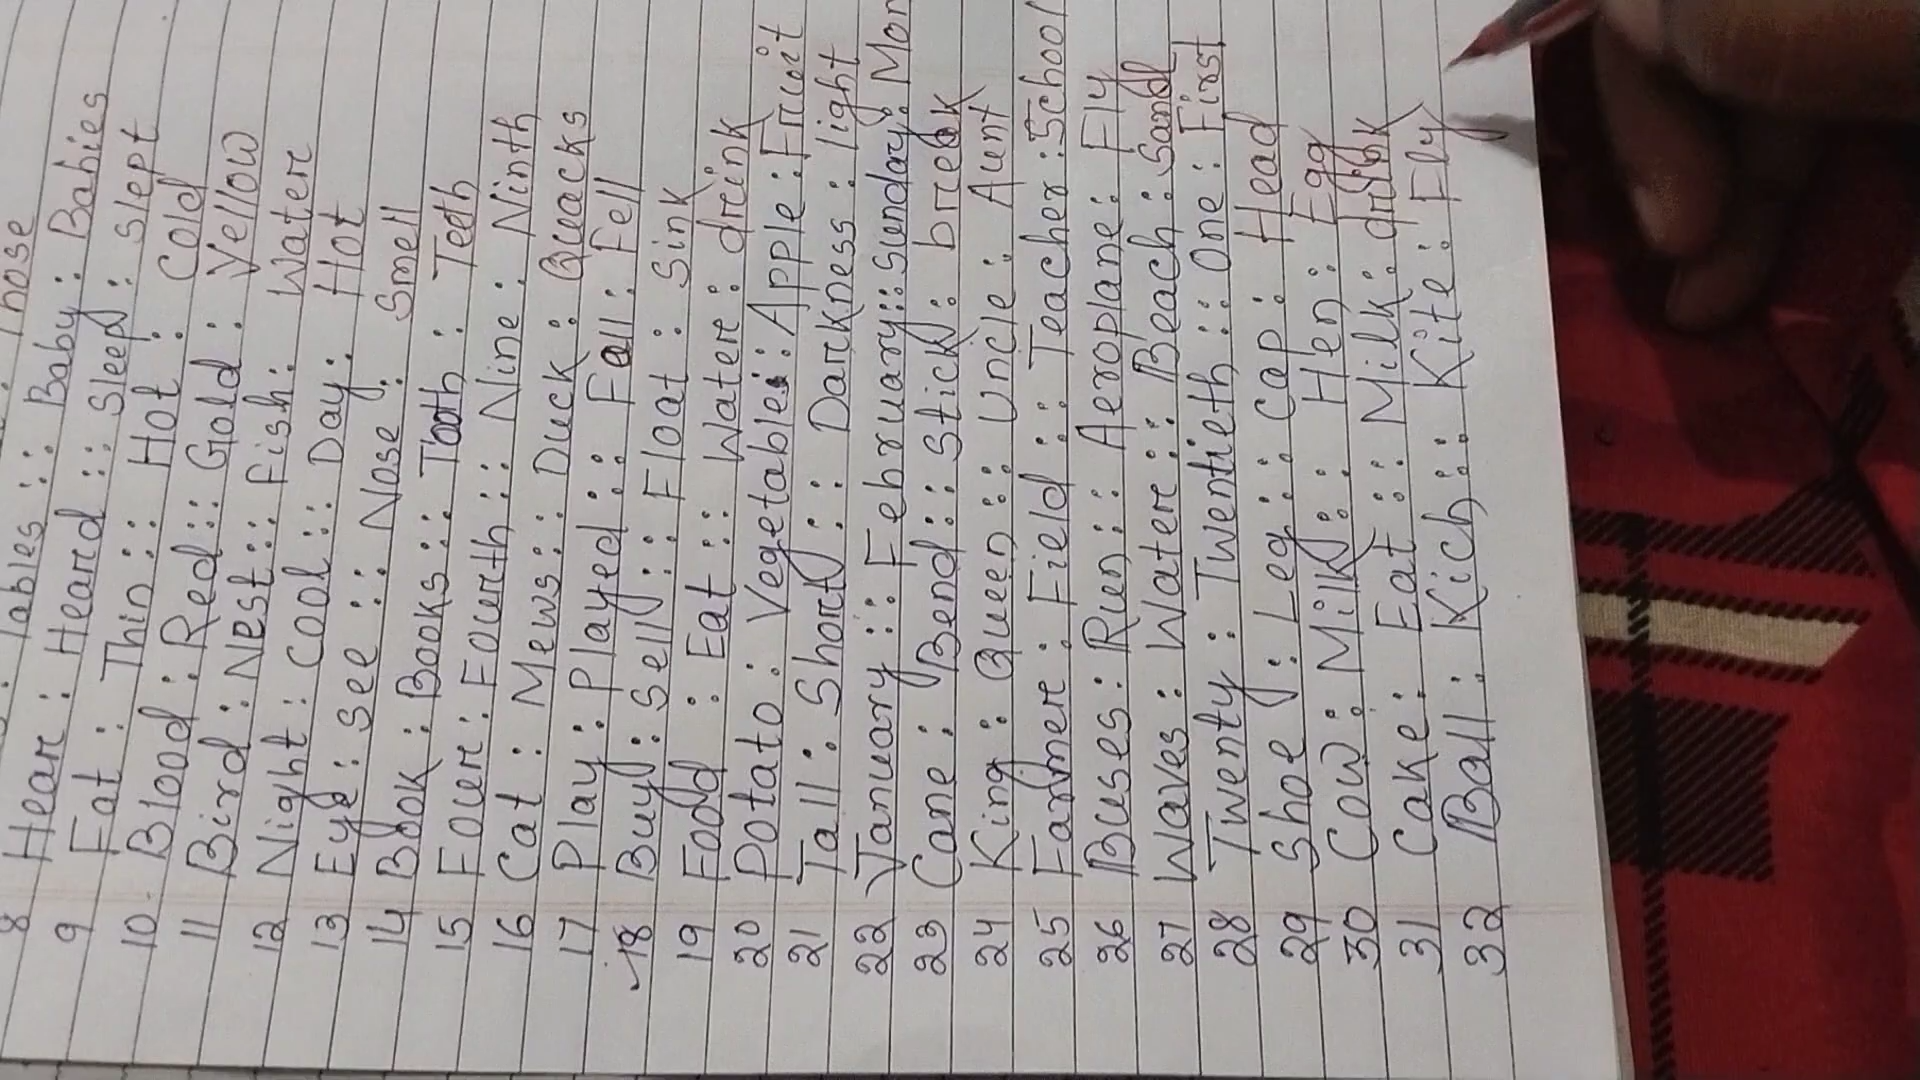 tables :: those
8 Hear : Heard :: Baby : Babies
9 Fat : Thin :: Sleep : Slept
10. Blood : Red :: Hot : Cold
11 Bird : Nest :: Gold : Yellow
12 Night : Cool :: Fish : Water
13 Eye : See :: Day : Hot
14 Book : Books :: Nose : Smell
15 Four : Fourth :: Tooth : Teeth
16 Cat : Mews :: Nine : Ninth
17 Play : Played :: Duck : Quacks
18 Buy : Sell :: Fall : Fell
19 Food : Eat :: Float : Sink
20 Potato : Vegetables :: Water : drink
21 Tall : Short :: Apple : Fruit
22 January :: February :: Darkness : light
23 Cane : Bend :: Sunday : Mon
24 King : Queen :: Stick : break
25 Farmer : Field :: Uncle : Aunt
26 Buses : Run :: Teacher : School
27 Waves : Water :: Aeroplane : Fly
28 Twenty : Twentieth :: Beach : Sand
29 Shoe : Leg :: One : First
30 Cow : Milk :: Cap : Head
31 Cake : Eat :: Hen : Egg
32 Ball : Kich :: Milk : drink
Kite : Fly